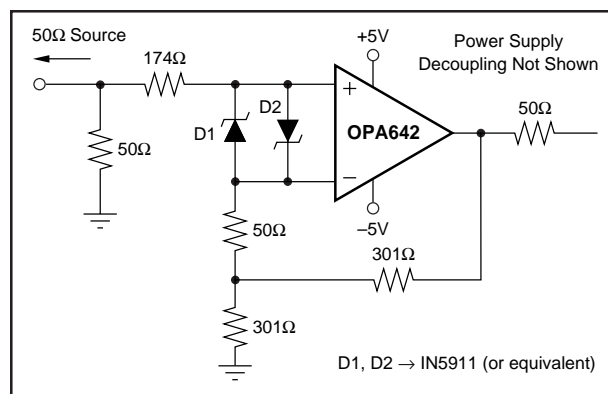 50Ω Source
174Ω
50Ω
D1
D2
+5V
+
OPA642
−
−5V
Power Supply
Decoupling Not Shown
50Ω
50Ω
301Ω
301Ω
D1, D2 → IN5911 (or equivalent)